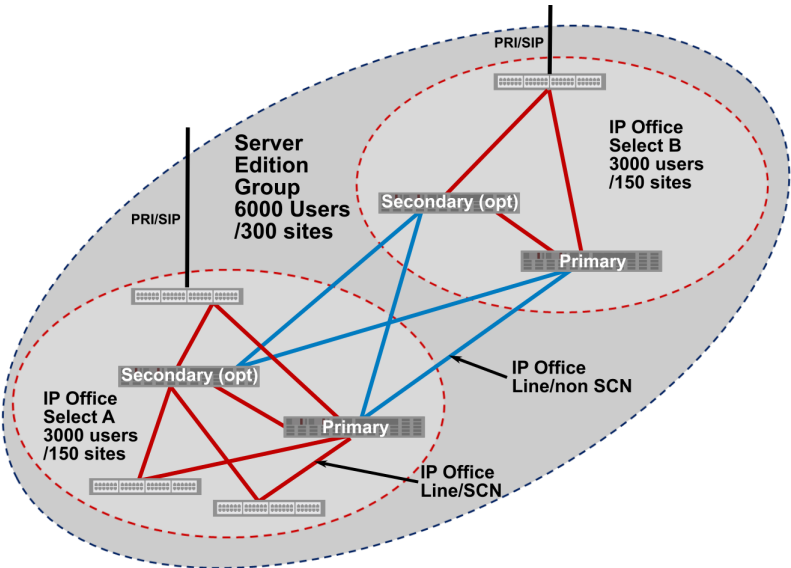 PRI/SIP
IP Office
Select B
3000 users
/150 sites
Server
Edition
Group
6000 Users
/300 sites
PRI/SIP
Secondary (opt)
Primary
IP Office
Line/non SCN
Secondary (opt)
IP Office
Select A
3000 users
/150 sites
Primary
IP Office
Line/SCN